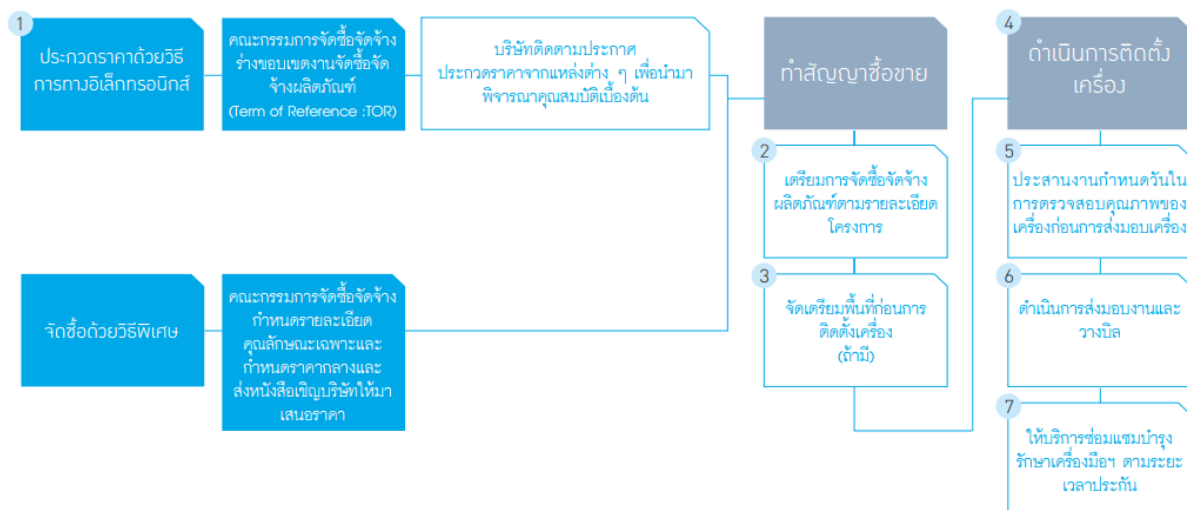 1
ประกวดราคาด้วยวิธี
การทางอิเล็กทรอนิกส์
คณะกรรมการจัดซื้อจัดจ้าง
ร่างขอบเขตงานจัดซื้อจัด
จ้างผลิตภัณฑ์
(Term of Reference :TOR)
บริษัทติดตามประกาศ
ประกวดราคาจากแหล่งต่าง ๆ เพื่อนำมา
พิจารณาคุณสมบัติเบื้องต้น
จัดซื้อด้วยวิธีพิเศษ
คณะกรรมการจัดซื้อจัดจ้าง
กำหนดรายละเอียด
คุณลักษณะเฉพาะและ
กำหนดราคากลางและ
ส่งหนังสือเชิญบริษัทให้มา
เสนอราคา
ทำสัญญาซื้อขาย
2
เตรียมการจัดซื้อจัดจ้าง
ผลิตภัณฑ์ตามรายละเอียด
โครงการ
3
จัดเตรียมพื้นที่ก่อนการ
ติดตั้งเครื่อง
(ถ้ามี)
4
ดำเนินการติดตั้ง
เครื่อง
5
ประสานงานกำหนดวันใน
การตรวจสอบคุณภาพของ
เครื่องก่อนการส่งมอบเครื่อง
6
ดำเนินการส่งมอบงานและ
วางบิล
7
ให้บริการซ่อมแซมบำรุง
รักษาเครื่องมือฯ ตามระยะ
เวลาประกัน